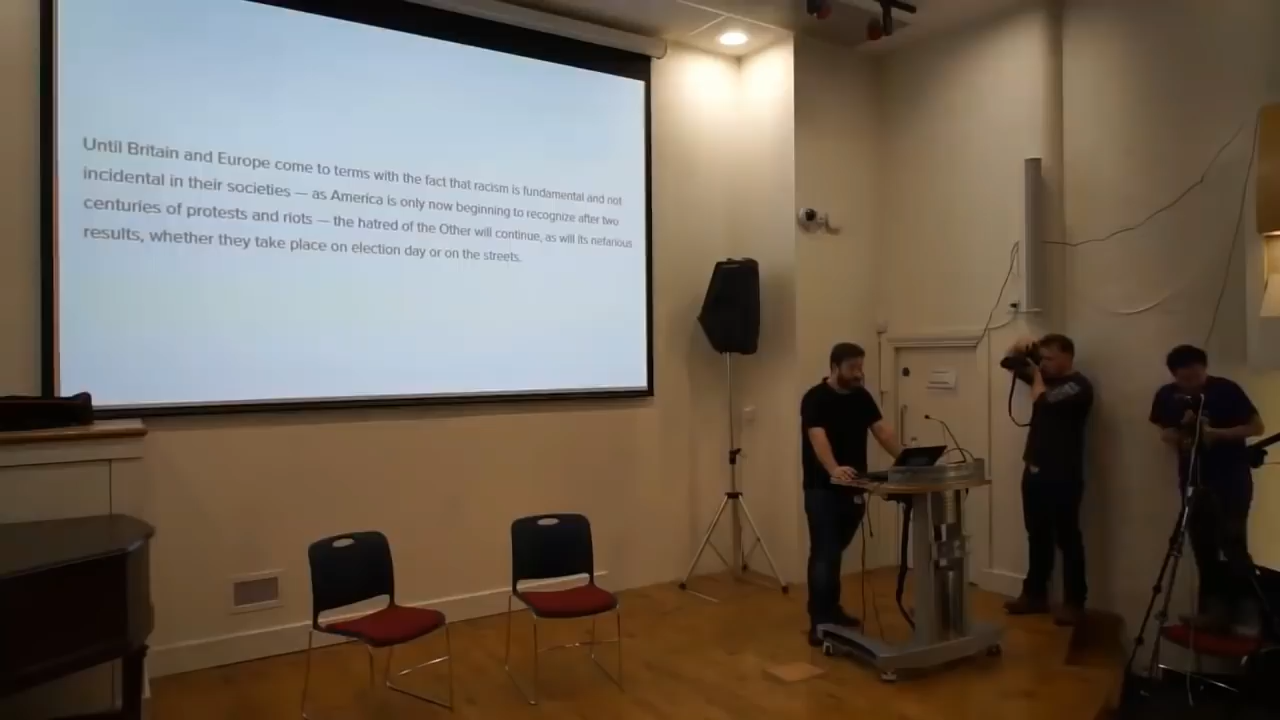 Until Britain and Europe come to terms with the fact that racism is fundamental and not
incidental in their societies — as America is only now beginning to recognize after two
centuries of protests and riots — the hatred of the Other will continue, as will its nefarious
results, whether they take place on election day or on the streets.